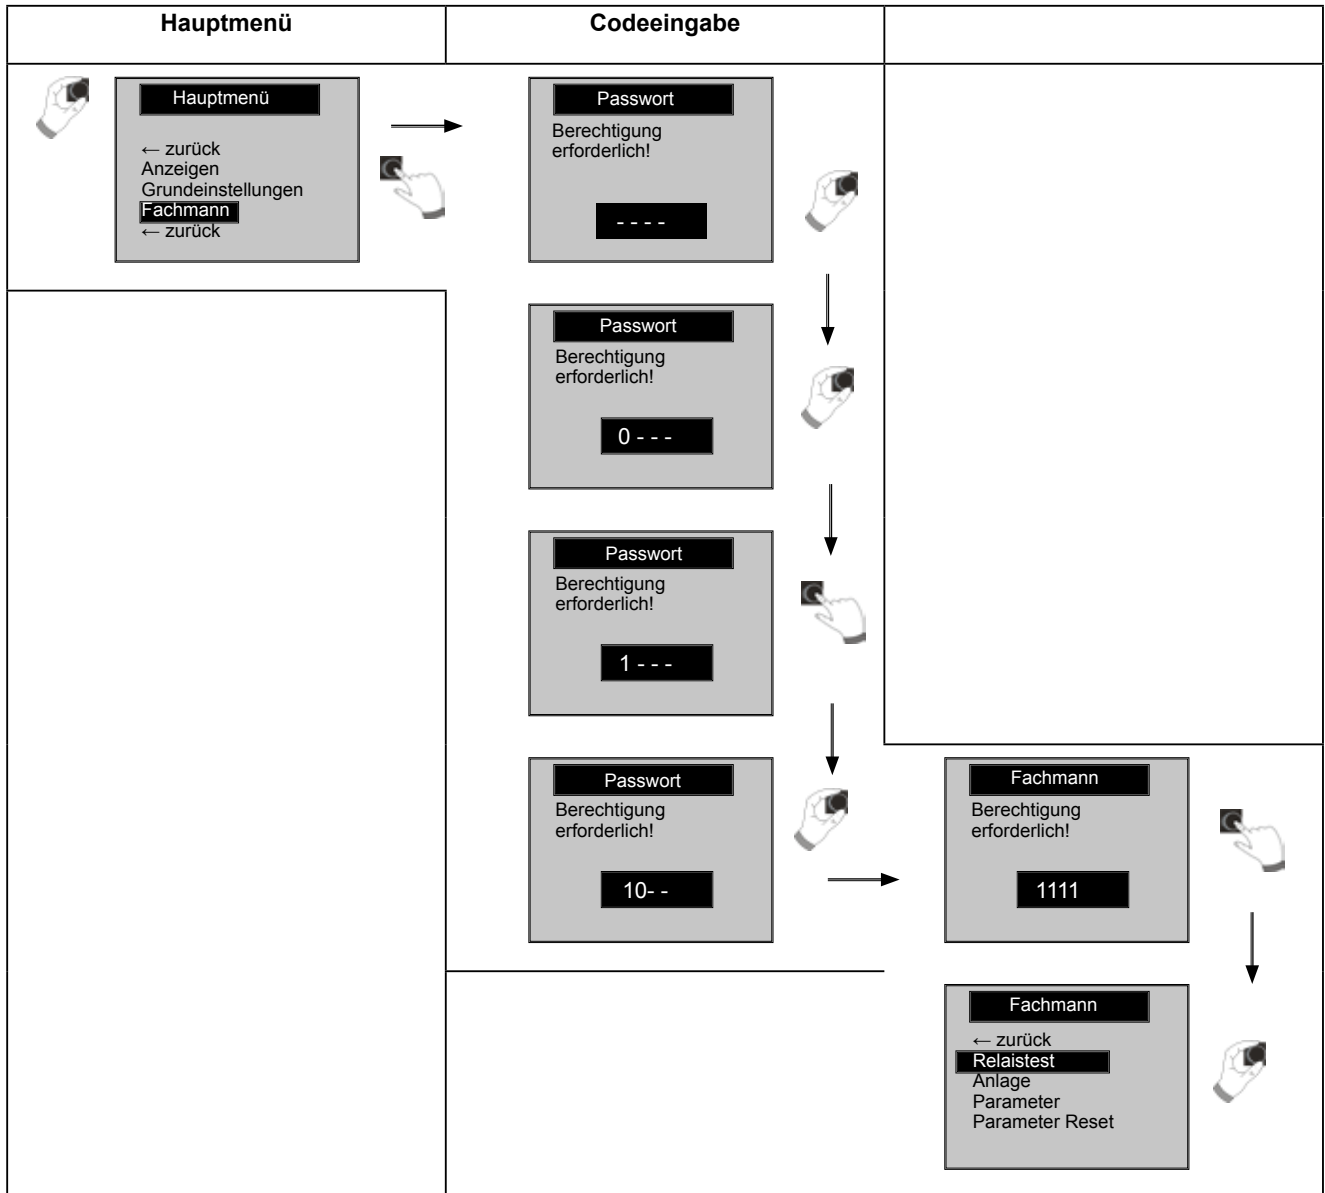 Hauptmenü
Codeeingabe
Hauptmenü
← zurück
Anzeigen
Grundeinstellungen
Fachmann
← zurück
Passwort
Berechtigung
erforderlich!
- - - -
Passwort
Berechtigung
erforderlich!
0 - - -
Passwort
Berechtigung
erforderlich!
1 - - -
Passwort
Berechtigung
erforderlich!
10- -
Fachmann
Berechtigung
erforderlich!
1111
Fachmann
← zurück
Relaistest
Anlage
Parameter
Parameter Reset